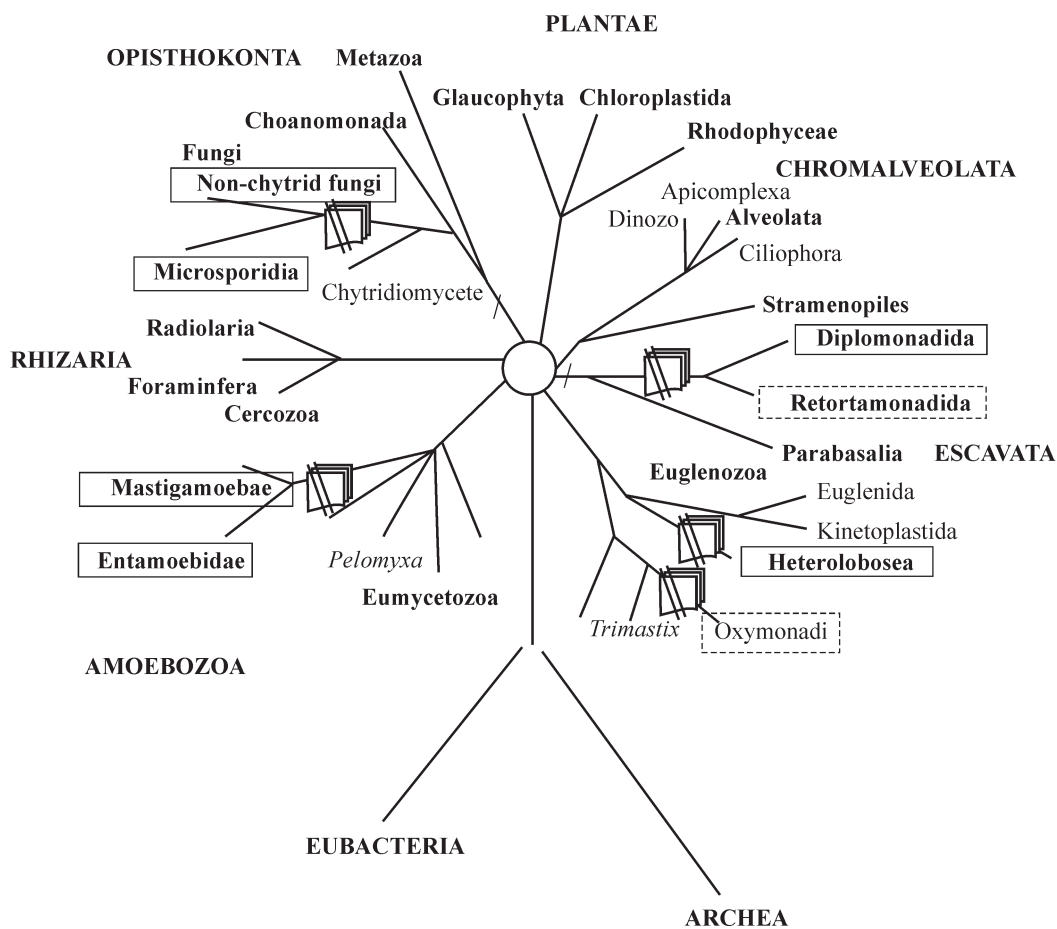 PLANTAE
OPISTHOKONTA
Metazoa
Glaucophyta
Chloroplastida
Choanomonada
Rhodophyceae
Fungi
CHROMALVEOLATA
Non-chytrid fungi
Apicomplexa
Dinozo
Alveolata
Ciliophora
Microsporidia
Chytridiomycete
Stramenopiles
Radiolaria
Diplomonadida
RHIZARIA
Foraminfera
Retortamonadida
Cercozoa
Parabasalia
ESCAVATA
Euglenozoa
Mastigamoebae
Euglenida
Kinetoplastida
Entamoebidae
Pelomyxa
Heterolobosea
Eumycetozoa
Trimastix
Oxymonadi
AMOEBOZOA
EUBACTERIA
ARCHEA